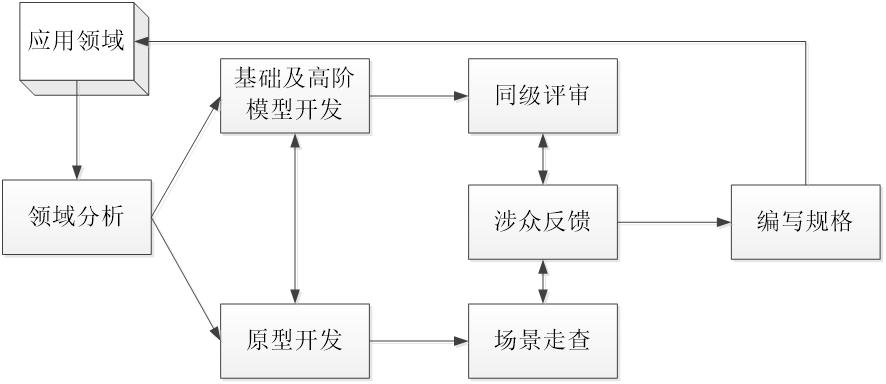 应用领域
基础及高阶
模型开发
同级评审
领域分析
涉众反馈
编写规格
原型开发
场景走查